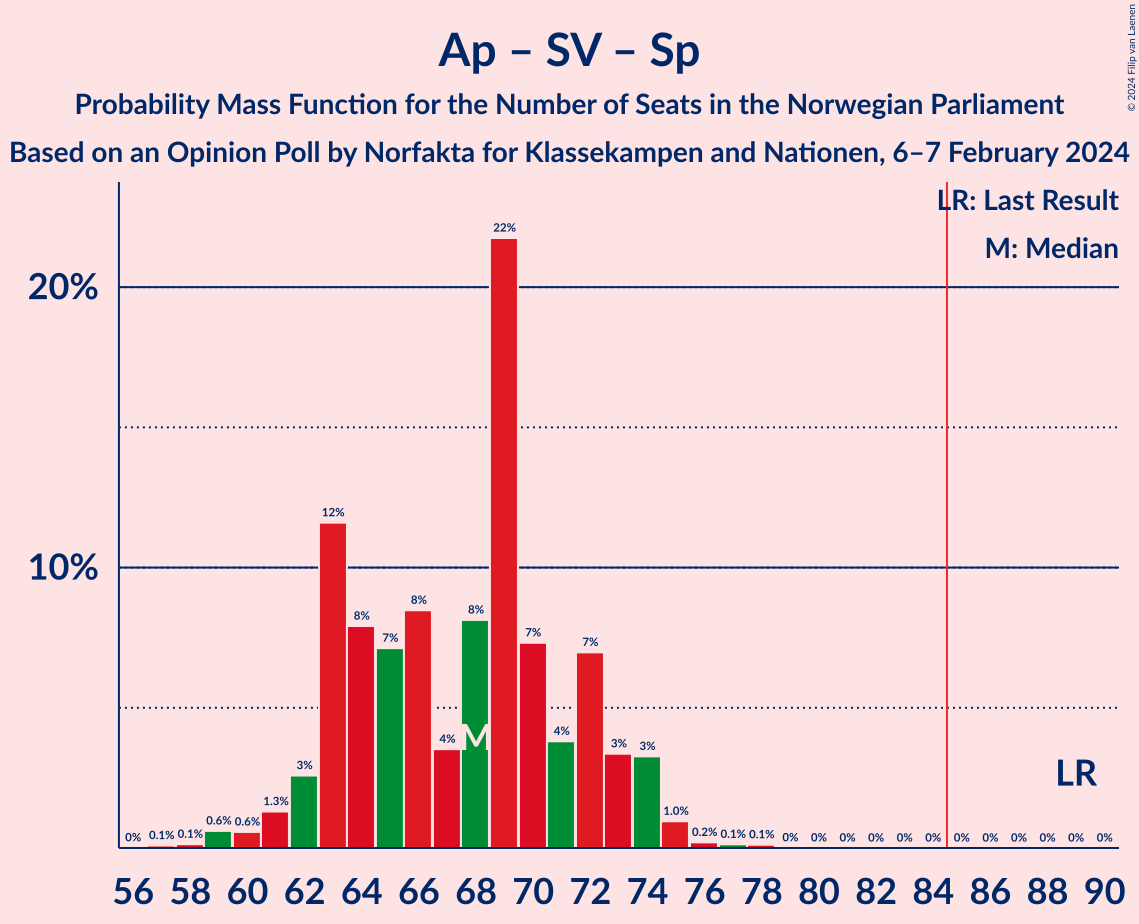 Ap – SV – Sp
Probability Mass Function for the Number of Seats in the Norwegian Parliament
Based on an Opinion Poll by Norfakta for Klassekampen and Nationen, 6–7 February 2024
© 2024 Filip van Laenen
LR: Last Result
M: Median
20%
10%
0% 0.1% 0.1% 0.6% 0.6% 1.3% 3% 12% 8% 7% 8% 4% 8% 22% 7% 4% 7% 3% 3% 1.0% 0.2% 0.1% 0.1% 0% 0% 0% 0% 0% 0% 0% 0% 0% 0% 0% 0%
M
LR
56 58 60 62 64 66 68 70 72 74 76 78 80 82 84 86 88 90